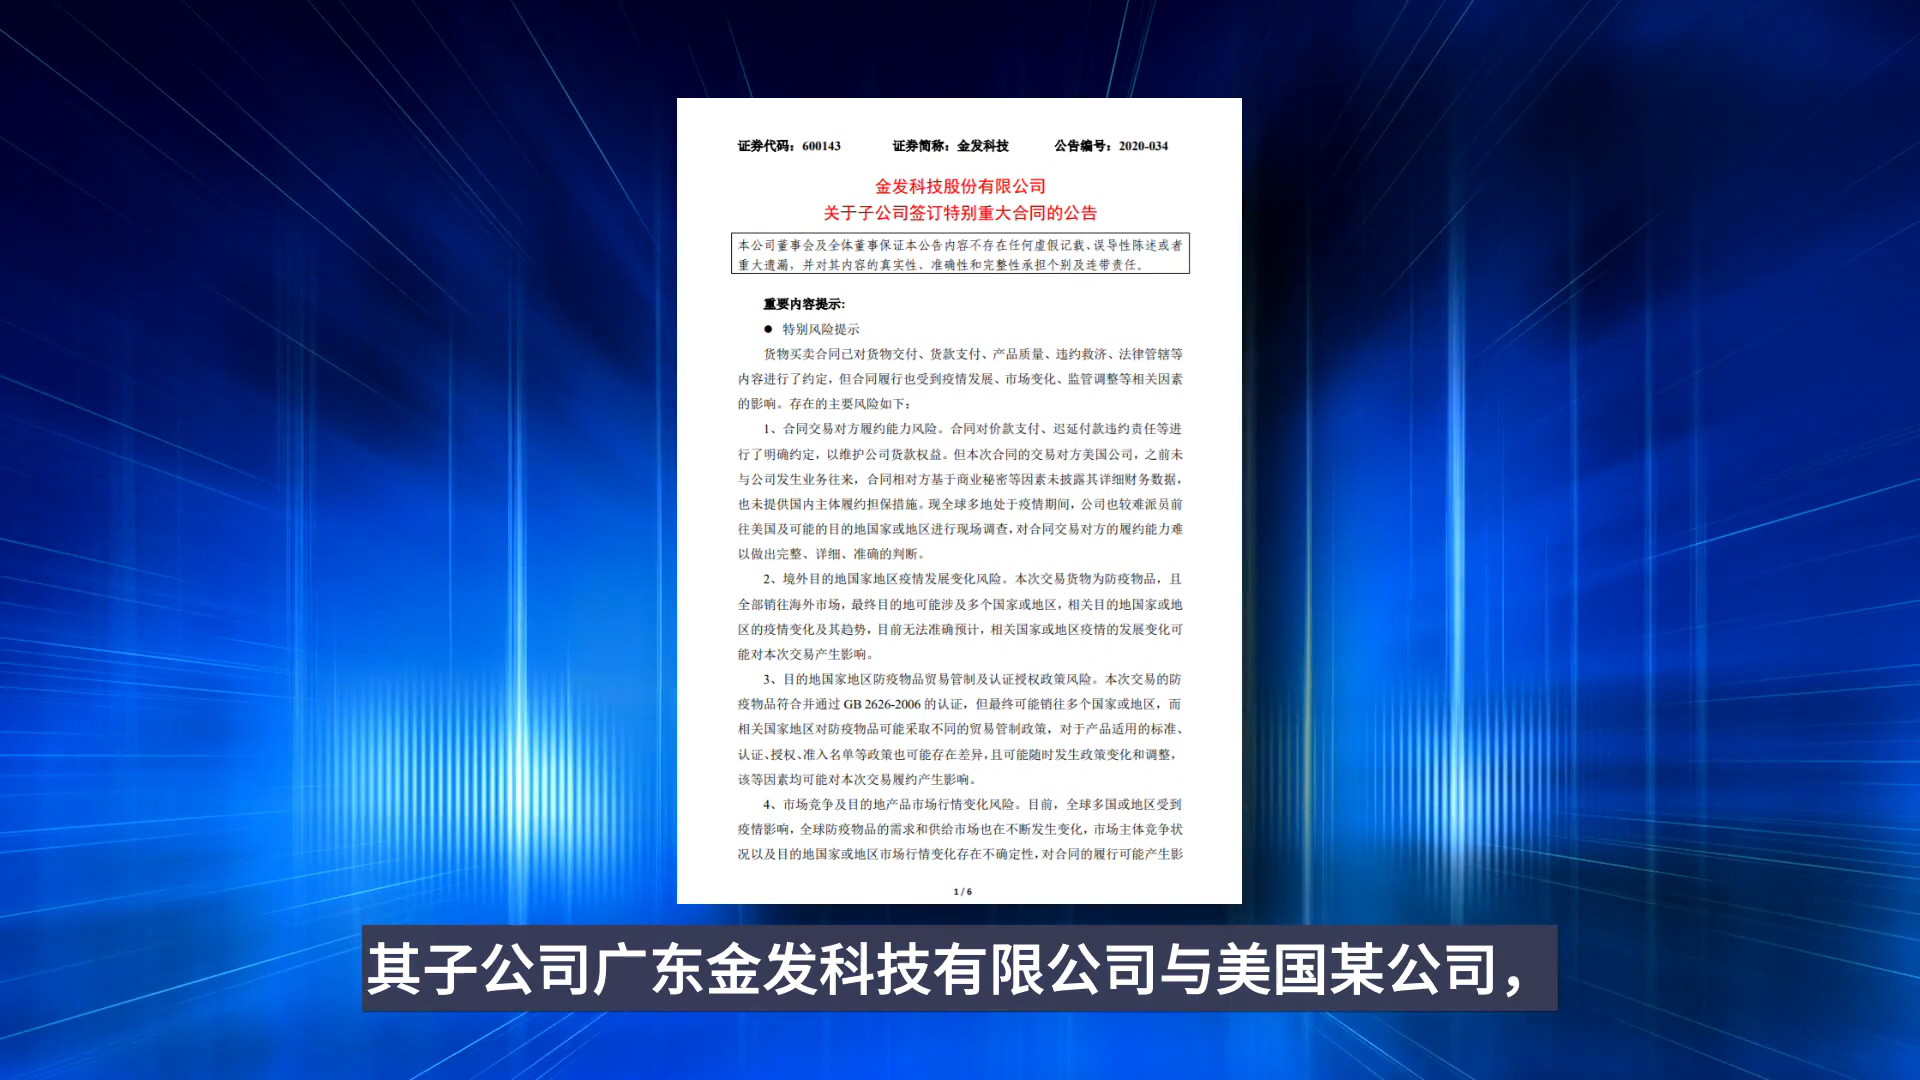 证券代码：600143 证券简称：金发科技 公告编号：2020-034
金发科技股份有限公司
关于子公司签订特别重大合同的公告
本公司董事会及全体董事保证本公告内容不存在任何虚假记载、误导性陈述或者
重大遗漏，并对其内容的真实性、准确性和完整性承担个别及连带责任。
重要内容提示:
● 特别风险提示
货物买卖合同已对货物交付、货款支付、产品质量、违约救济、法律管辖等
内容进行了约定，但合同履行也受到疫情发展、市场变化、监管调整等相关因素
的影响。存在的主要风险如下：
1、合同交易对方履约能力风险。合同对价款支付、迟延付款违约责任等进
行了明确约定，以维护公司货款权益。但本次合同的交易对方美国公司，之前未
与公司发生业务往来，合同相对方基于商业秘密等因素未披露其详细财务数据，
也未提供国内主体履约担保措施。现全球多地处于疫情期间，公司也较难派员前
往美国及可能的目的地国家或地区进行现场调查，对合同交易对方的履约能力难
以做出完整、详细、准确的判断。
2、境外目的地国家地区疫情发展变化风险。本次交易货物为防疫物品，且
全部销往海外市场，最终目的地可能涉及多个国家或地区，相关目的地国家或地
区的疫情变化及其趋势，目前无法准确预计，相关国家或地区疫情的发展变化可
能对本次交易产生影响。
3、目的地国家地区防疫物品贸易管制及认证授权政策风险。本次交易的防
疫物品符合并通过 GB 2626-2006 的认证，但最终可能销往多个国家或地区，而
相关国家地区对防疫物品可能采取不同的贸易管制政策，对于产品适用的标准、
认证、授权、准入名单等政策也可能存在差异，且可能随时发生政策变化和调整，
该等因素均可能对本次交易履约产生影响。
4、市场竞争及目的地产品市场行情变化风险。目前，全球多国或地区受到
疫情影响，全球防疫物品的需求和供给市场也在不断发生变化，市场主体竞争状
况以及目的地国家或地区市场行情变化存在不确定性，对合同的履行可能产生影
1 / 6
其子公司广东金发科技有限公司与美国某公司，